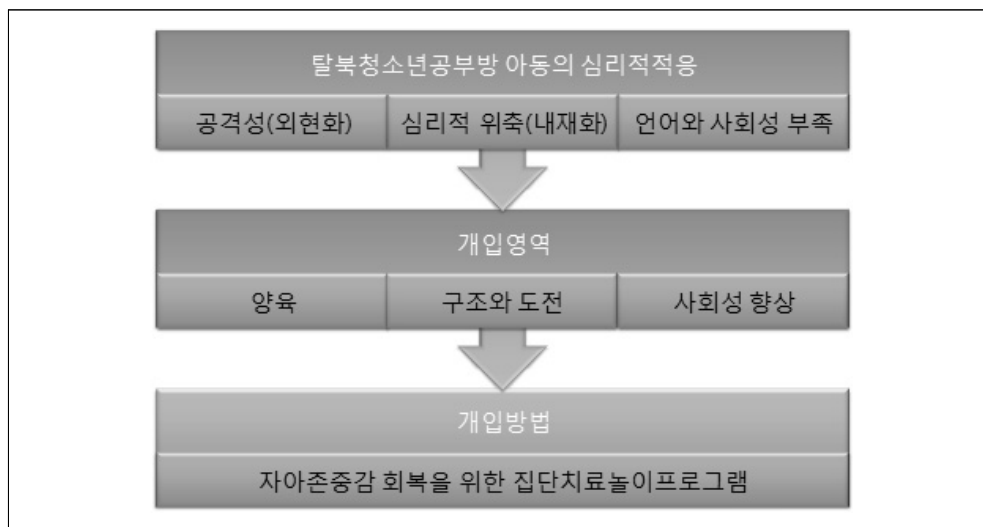 탈북청소년공부방 아동의 심리적적응
공격성(외현화) 심리적 위축(내재화) 언어와 사회성 부족
개입영역
양육 구조와 도전 사회성 향상
개입방법
자아존중감 회복을 위한 집단치료놀이프로그램